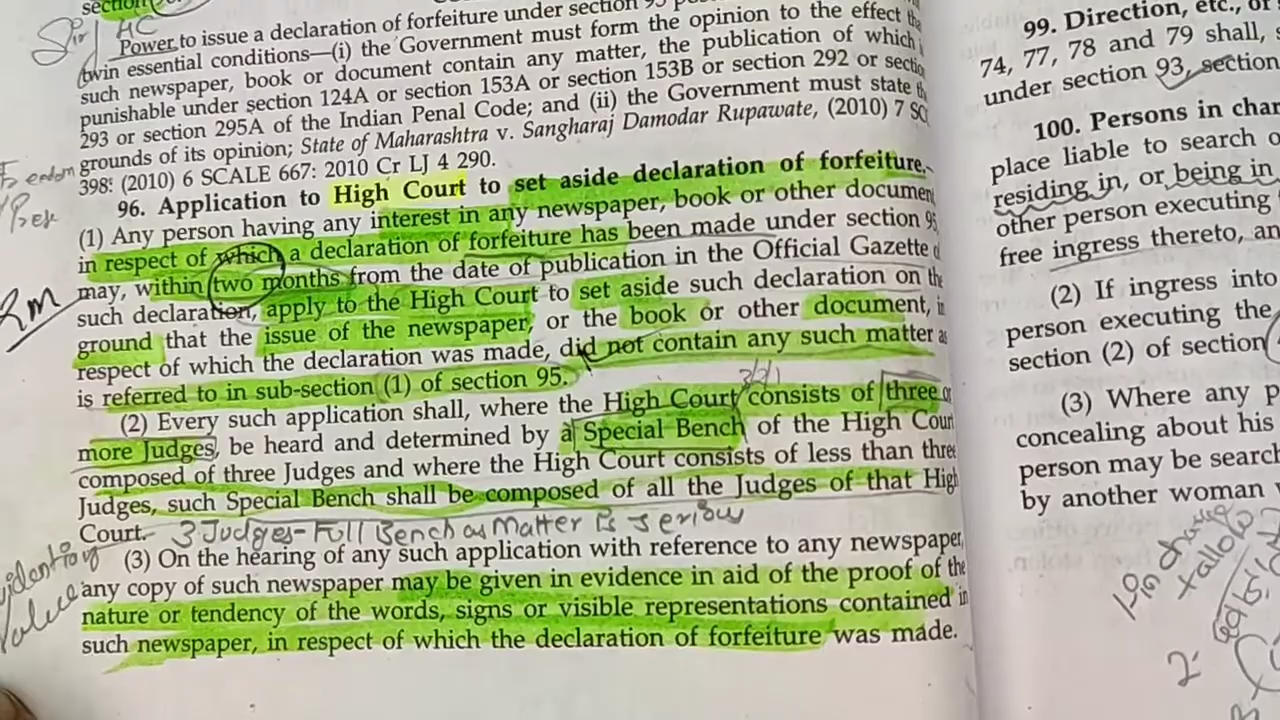 section
Sir/ HC
Power to issue a declaration of forfeiture under section 95
twin essential conditions—(i) the Government must form the opinion to the effect the
such newspaper, book or document contain any matter, the publication of which i
punishable under section 124A or section 153A or section 153B or section 292 or sectio
293 or section 295A of the Indian Penal Code; and (ii) the Government must state th
grounds of its opinion; State of Maharashtra v. Sangharaj Damodar Rupawate, (2010) 7 SC
398: (2010) 6 SCALE 667: 2010 Cr LJ 4 290.
96. Application to High Court to set aside declaration of forfeiture.—
(1) Any person having any interest in any newspaper, book or other documen
in respect of which a declaration of forfeiture has been made under section 95
may, within two months from the date of publication in the Official Gazette o
such declaration, apply to the High Court to set aside such declaration on the
ground that the issue of the newspaper, or the book or other document, in
respect of which the declaration was made, did not contain any such matter as
is referred to in sub-section (1) of section 95.
2m
(2) Every such application shall, where the High Court consists of three or
more Judges, be heard and determined by a Special Bench of the High Court
composed of three Judges and where the High Court consists of less than three
Judges, such Special Bench shall be composed of all the Judges of that High
Court. 3 Judges - Full Bench as Matter is serious
(3) On the hearing of any such application with reference to any newspaper,
any copy of such newspaper may be given in evidence in aid of the proof of the
nature or tendency of the words, signs or visible representations contained in
such newspaper, in respect of which the declaration of forfeiture was made.
Value
99. Direction, etc., of
74, 77, 78 and 79 shall, s
under section 93, section
100. Persons in char
place liable to search o
residing in, or being in
other person executing
free ingress thereto, an
(2) If ingress into
person executing the
section (2) of section
(3) Where any p
concealing about his
person may be search
by another woman w